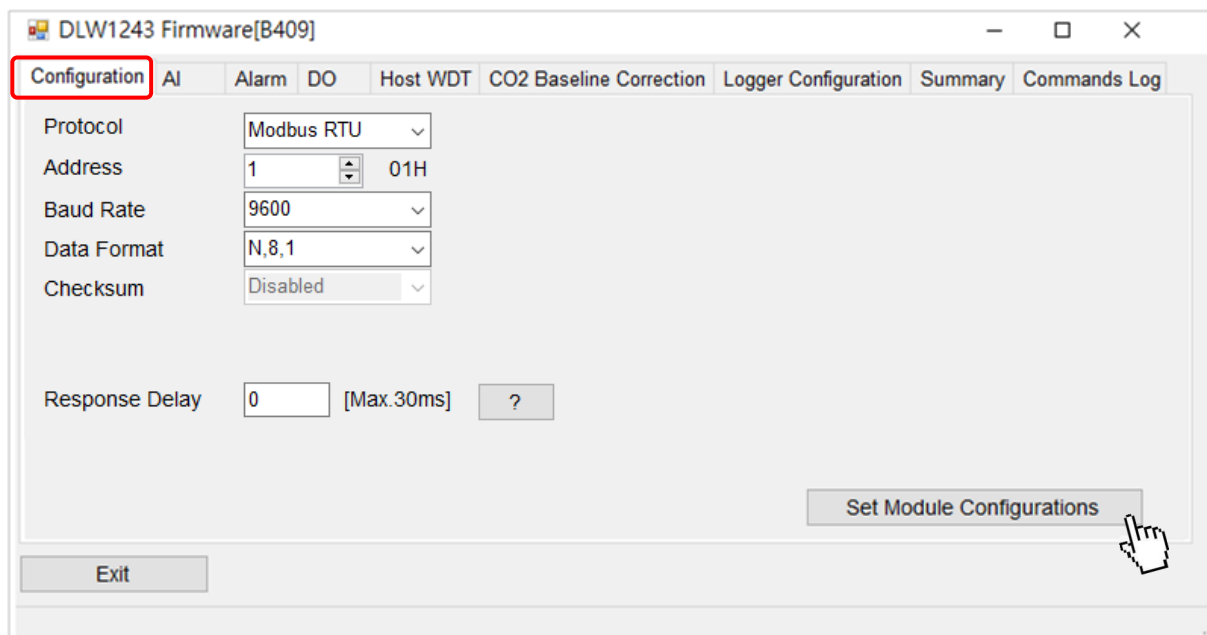 DLW1243 Firmware[B409]
Configuration AI Alarm DO Host WDT CO2 Baseline Correction Logger Configuration Summary Commands Log
Protocol Modbus RTU
Address 1 01H
Baud Rate 9600
Data Format N,8,1
Checksum Disabled
Response Delay 0 [Max.30ms] ?
Set Module Configurations
Exit